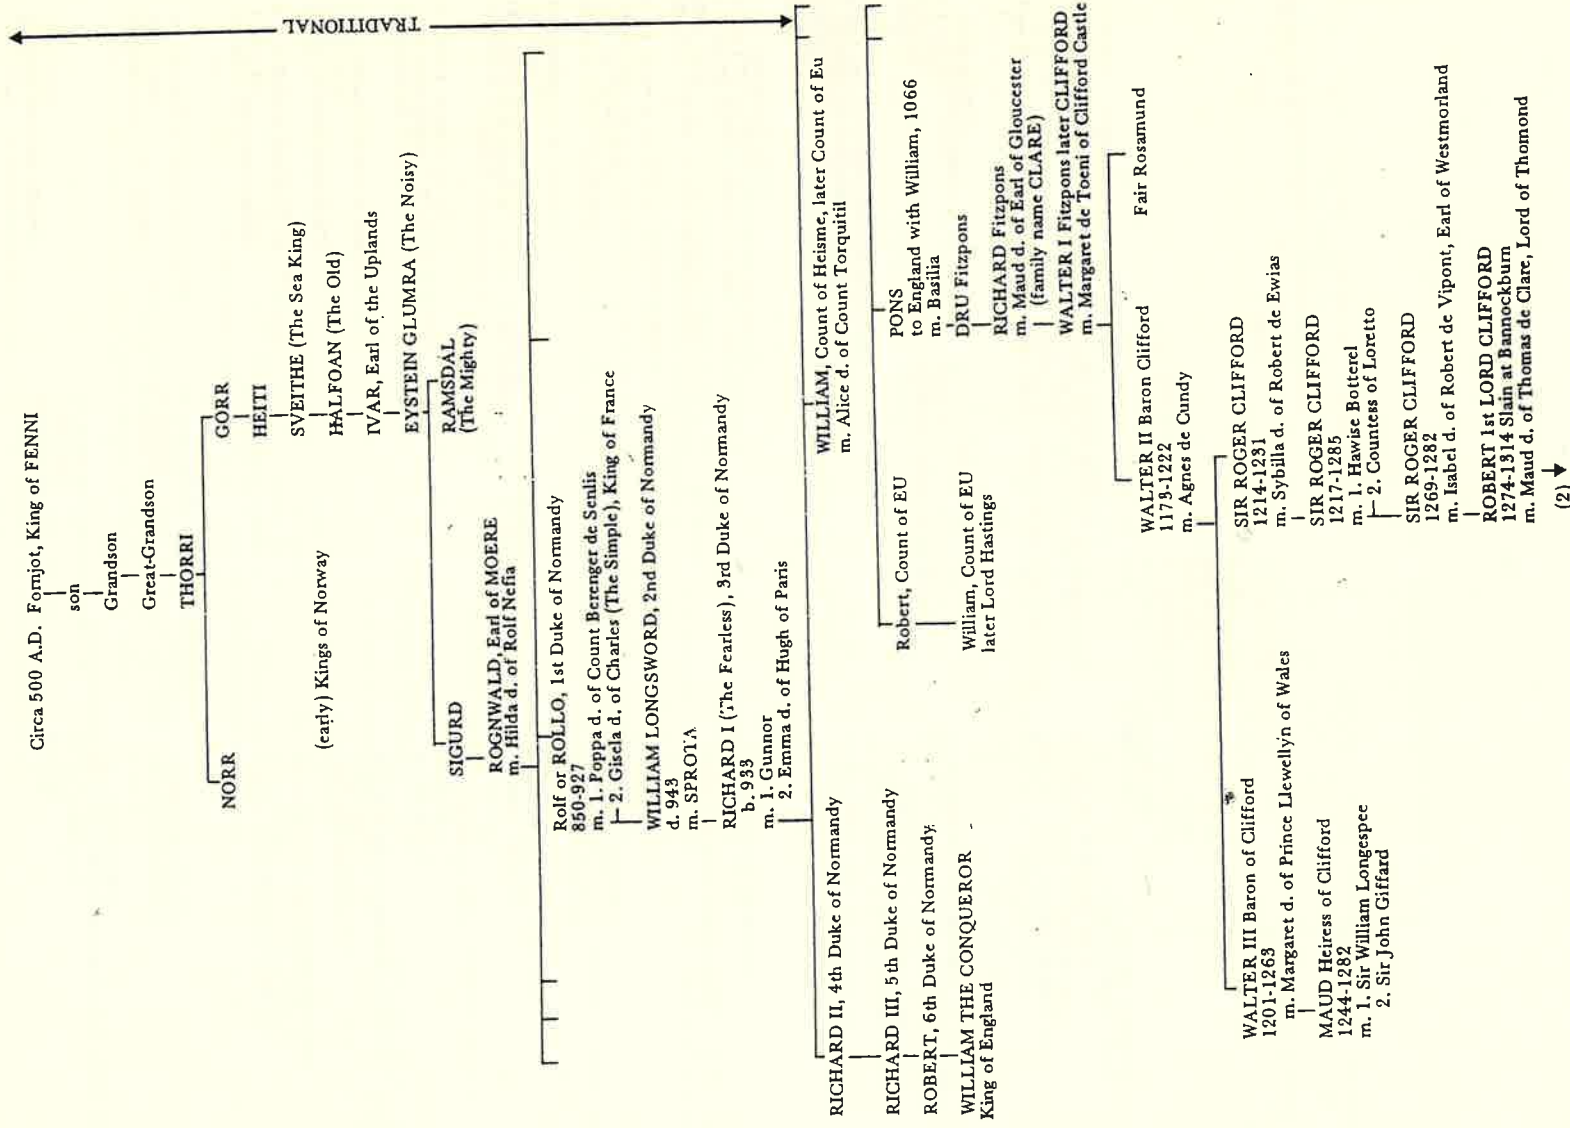 TRADITIONAL
Circa 500 A.D. Fornjot, King of FENNI
son
Grandson
Great-Grandson
THORRI
NORR
GORR
HEITI
(early) Kings of Norway
SVEITHE (The Sea King)
HALFOAN (The Old)
IVAR, Earl of the Uplands
EYSTEIN GLUMRA (The Noisy)
SIGURD
RAMSDAL
(The Mighty)
ROGNWALD, Earl of MOERE
m. Hilda d. of Rolf Nefia
Rolf or ROLLO, 1st Duke of Normandy
850-927
m. 1. Poppa d. of Count Berenger de Senlis
2. Gisela d. of Charles (The Simple), King of France
WILLIAM LONGSWORD, 2nd Duke of Normandy
d. 943
m. SPROTA
RICHARD I (The Fearless), 3rd Duke of Normandy
b. 933
m. 1. Gunnor
2. Emma d. of Hugh of Paris
RICHARD II, 4th Duke of Normandy
RICHARD III, 5th Duke of Normandy
ROBERT, 6th Duke of Normandy
WILLIAM THE CONQUEROR
King of England
WILLIAM, Count of Heisme, later Count of Eu
m. Alice d. of Count Torquitil
Robert, Count of EU
William, Count of EU
later Lord Hastings
PONS
to England with William, 1066
m. Basilia
DRU Fitzpons
RICHARD Fitzpons
m. Maud d. of Earl of Gloucester
(family name CLARE)
WALTER I Fitzpons later CLIFFORD
m. Margaret de Toeni of Clifford Castle
WALTER II Baron Clifford
1173-1222
m. Agnes de Cundy
Fair Rosamund
WALTER III Baron of Clifford
1201-1263
m. Margaret d. of Prince Llewellyn of Wales
MAUD Heiress of Clifford
1244-1282
m. 1. Sir William Longespee
2. Sir John Giffard
SIR ROGER CLIFFORD
1214-1231
m. Sybilla d. of Robert de Ewias
SIR ROGER CLIFFORD
1217-1285
m. 1. Hawise Botterel
2. Countess of Loretto
SIR ROGER CLIFFORD
1269-1282
m. Isabel d. of Robert de Vipont, Earl of Westmorland
ROBERT 1st LORD CLIFFORD
1274-1314 Slain at Bannockburn
m. Maud d. of Thomas de Clare, Lord of Thomond
(2)